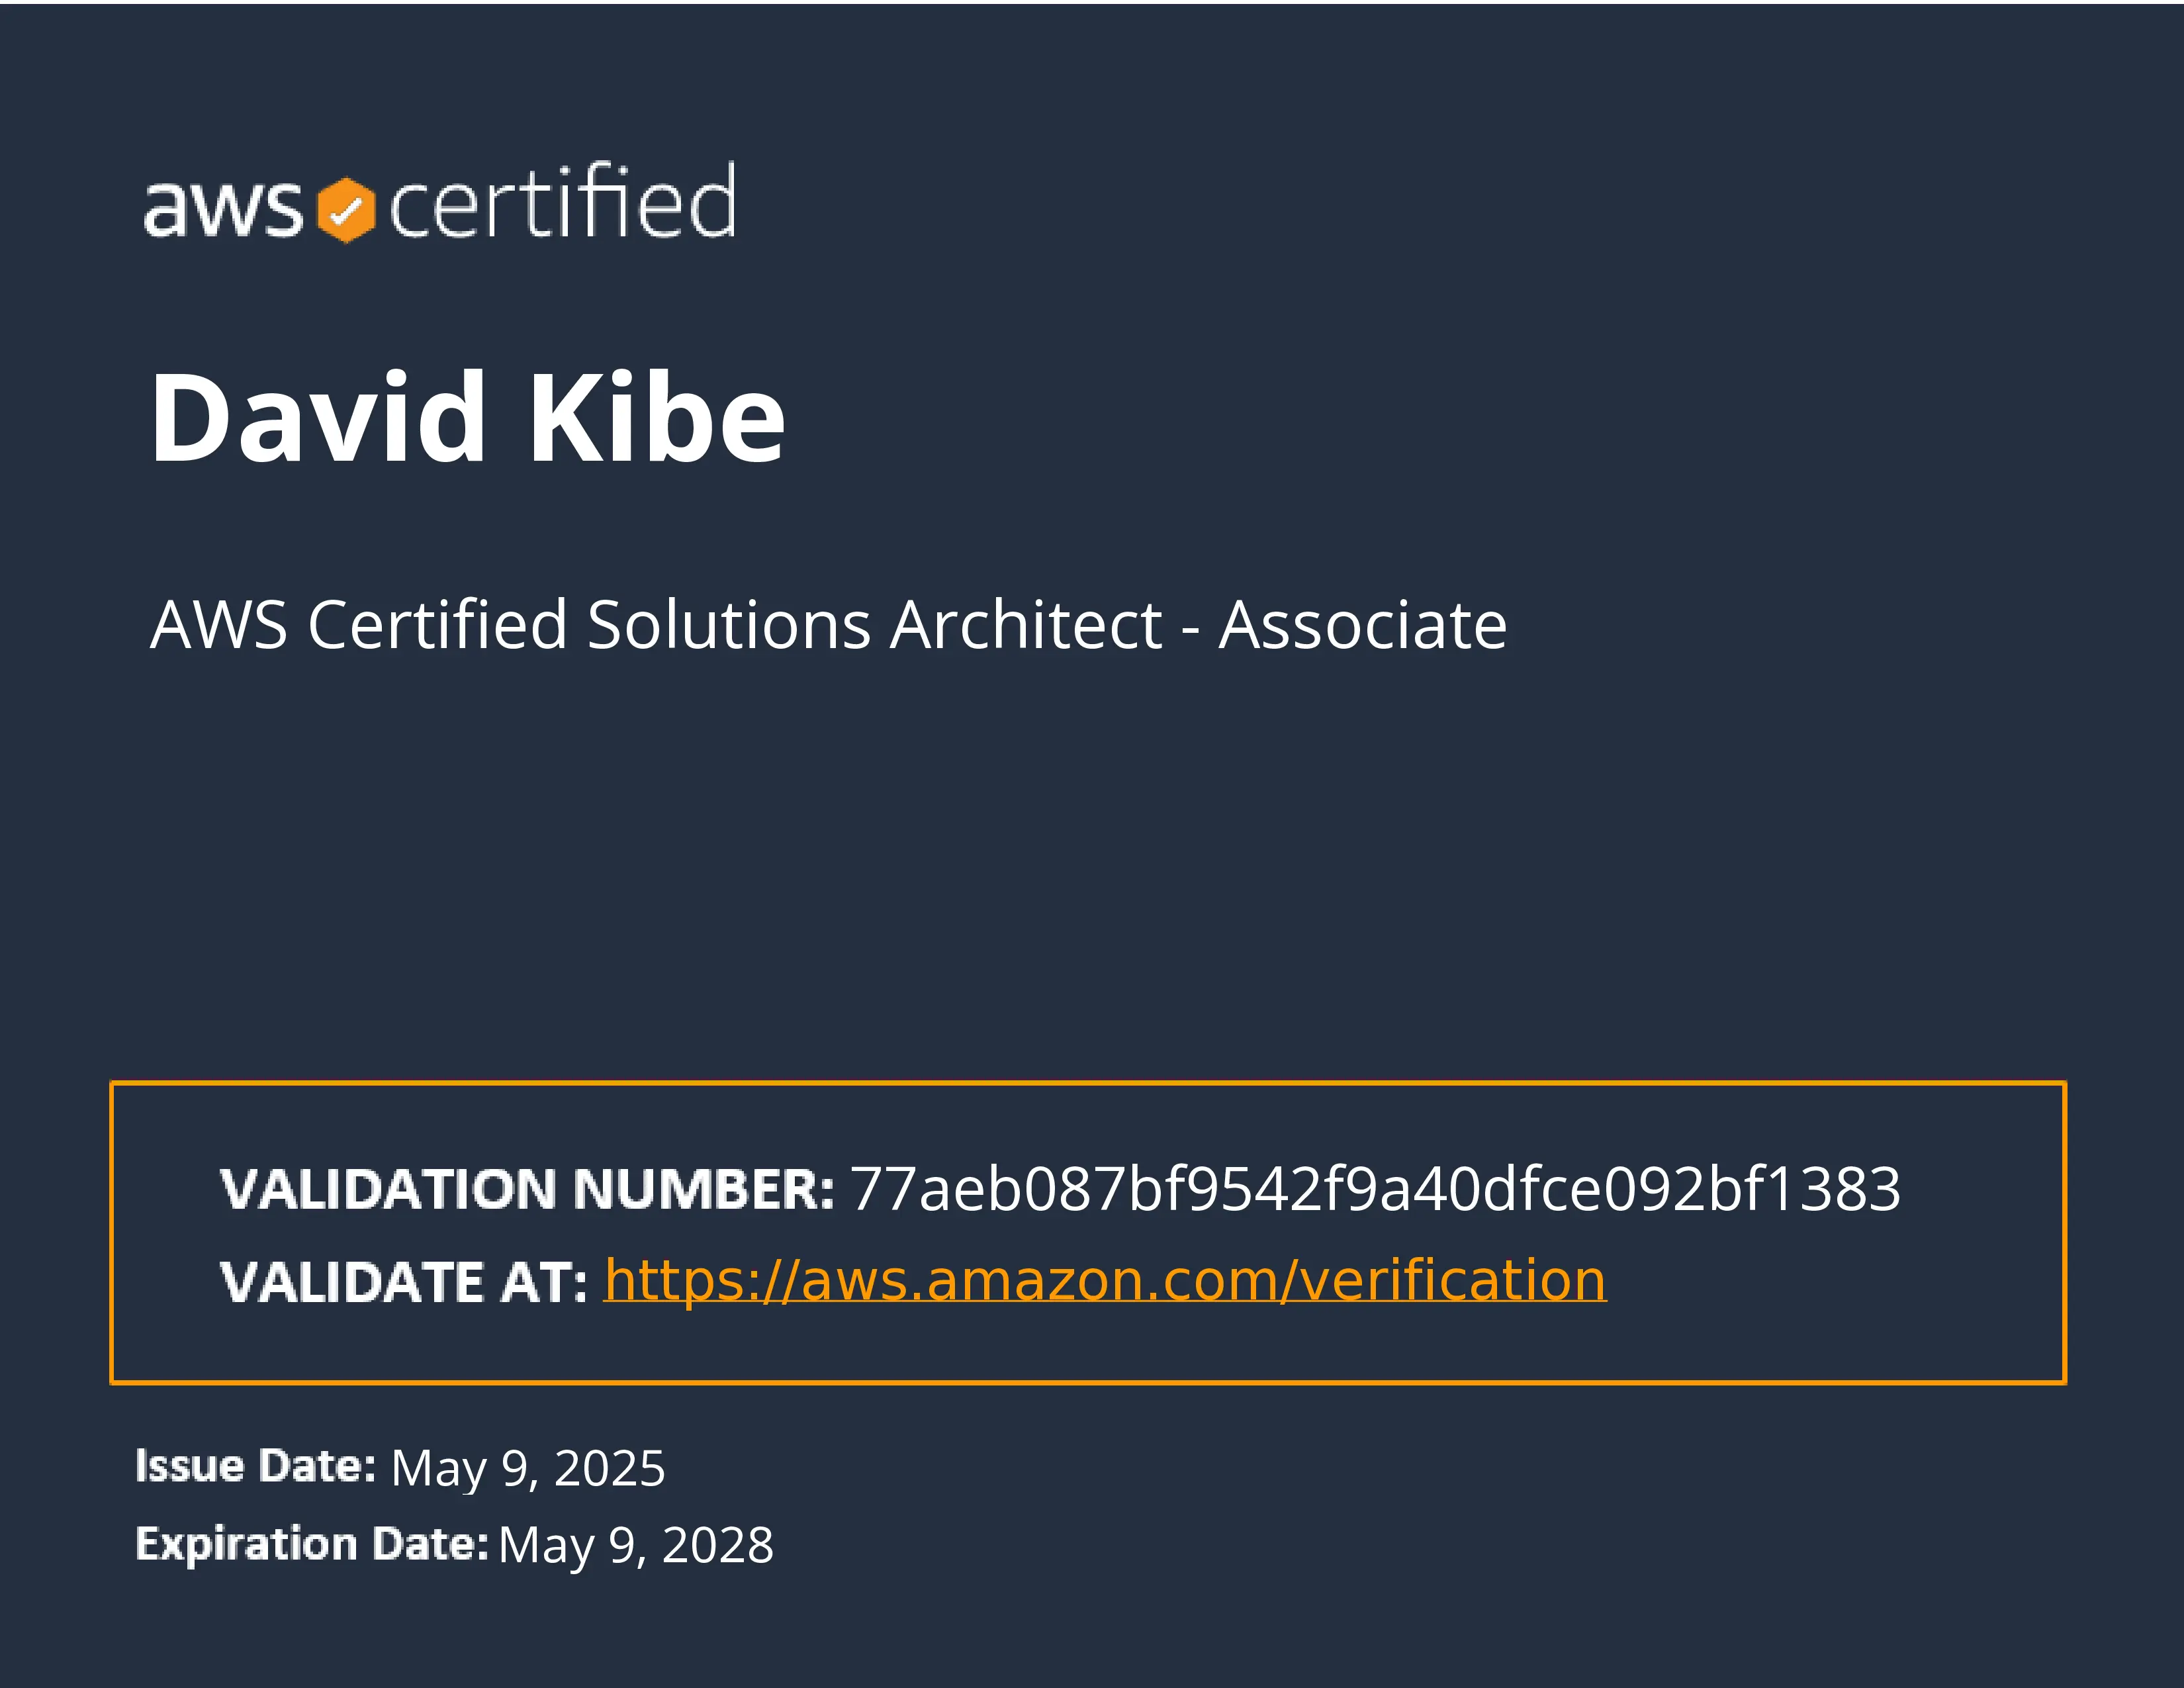 aws certified
David Kibe
AWS Certified Solutions Architect - Associate
VALIDATION NUMBER: 77aeb087bf9542f9a40dfce092bf1383
VALIDATE AT: https://aws.amazon.com/verification
Issue Date: May 9, 2025
Expiration Date: May 9, 2028